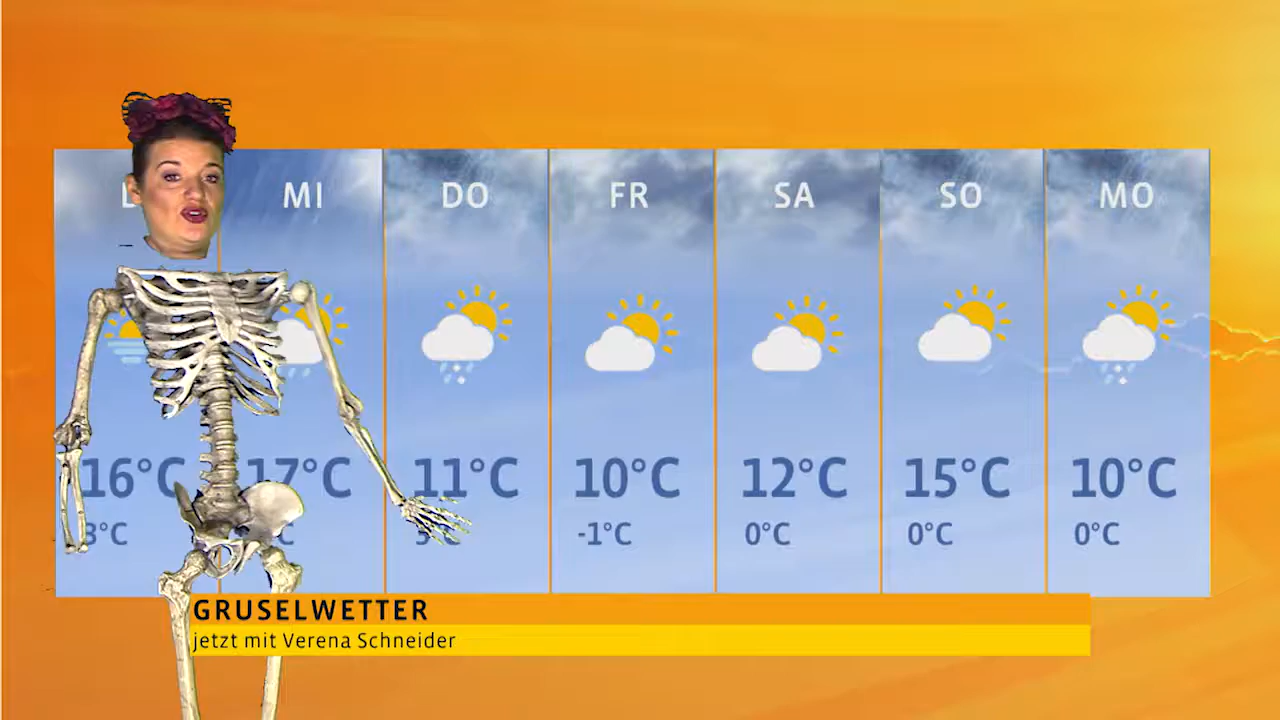 MI
DO
FR
SA
SO
MO
16°C
17°C
11°C
10°C
12°C
15°C
10°C
3°C
-1°C
0°C
0°C
0°C
GRUSELWETTER
jetzt mit Verena Schneider